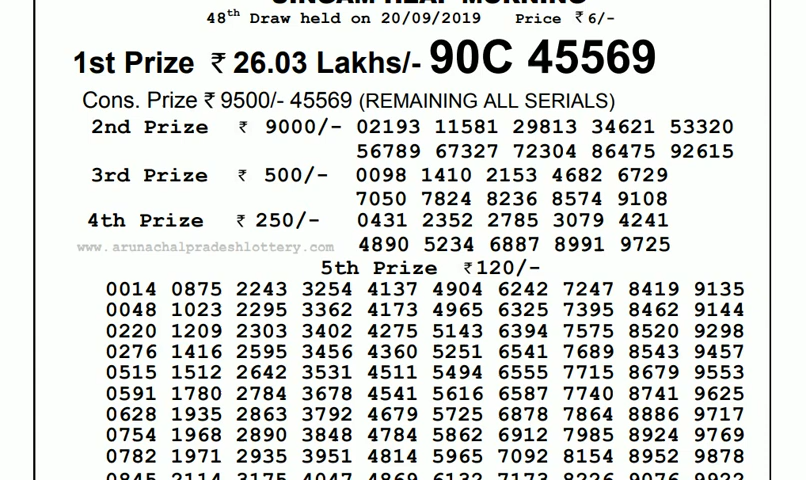 48th Draw held on 20/09/2019 Price ₹6/-
1st Prize ₹ 26.03 Lakhs/- 90C 45569
Cons. Prize ₹ 9500/- 45569 (REMAINING ALL SERIALS)
2nd Prize ₹ 9000/- 02193 11581 29813 34621 53320
56789 67327 72304 86475 92615
3rd Prize ₹ 500/- 0098 1410 2153 4682 6729
7050 7824 8236 8574 9108
4th Prize ₹ 250/- 0431 2352 2785 3079 4241
www.arunachalpradeshlottery.com 4890 5234 6887 8991 9725
5th Prize ₹120/-
0014 0875 2243 3254 4137 4904 6242 7247 8419 9135
0048 1023 2295 3362 4173 4965 6325 7395 8462 9144
0220 1209 2303 3402 4275 5143 6394 7575 8520 9298
0276 1416 2595 3456 4360 5251 6541 7689 8543 9457
0515 1512 2642 3531 4511 5494 6555 7715 8679 9553
0591 1780 2784 3678 4541 5616 6587 7740 8741 9625
0628 1935 2863 3792 4679 5725 6878 7864 8886 9717
0754 1968 2890 3848 4784 5862 6912 7985 8924 9769
0782 1971 2935 3951 4814 5965 7092 8154 8952 9878